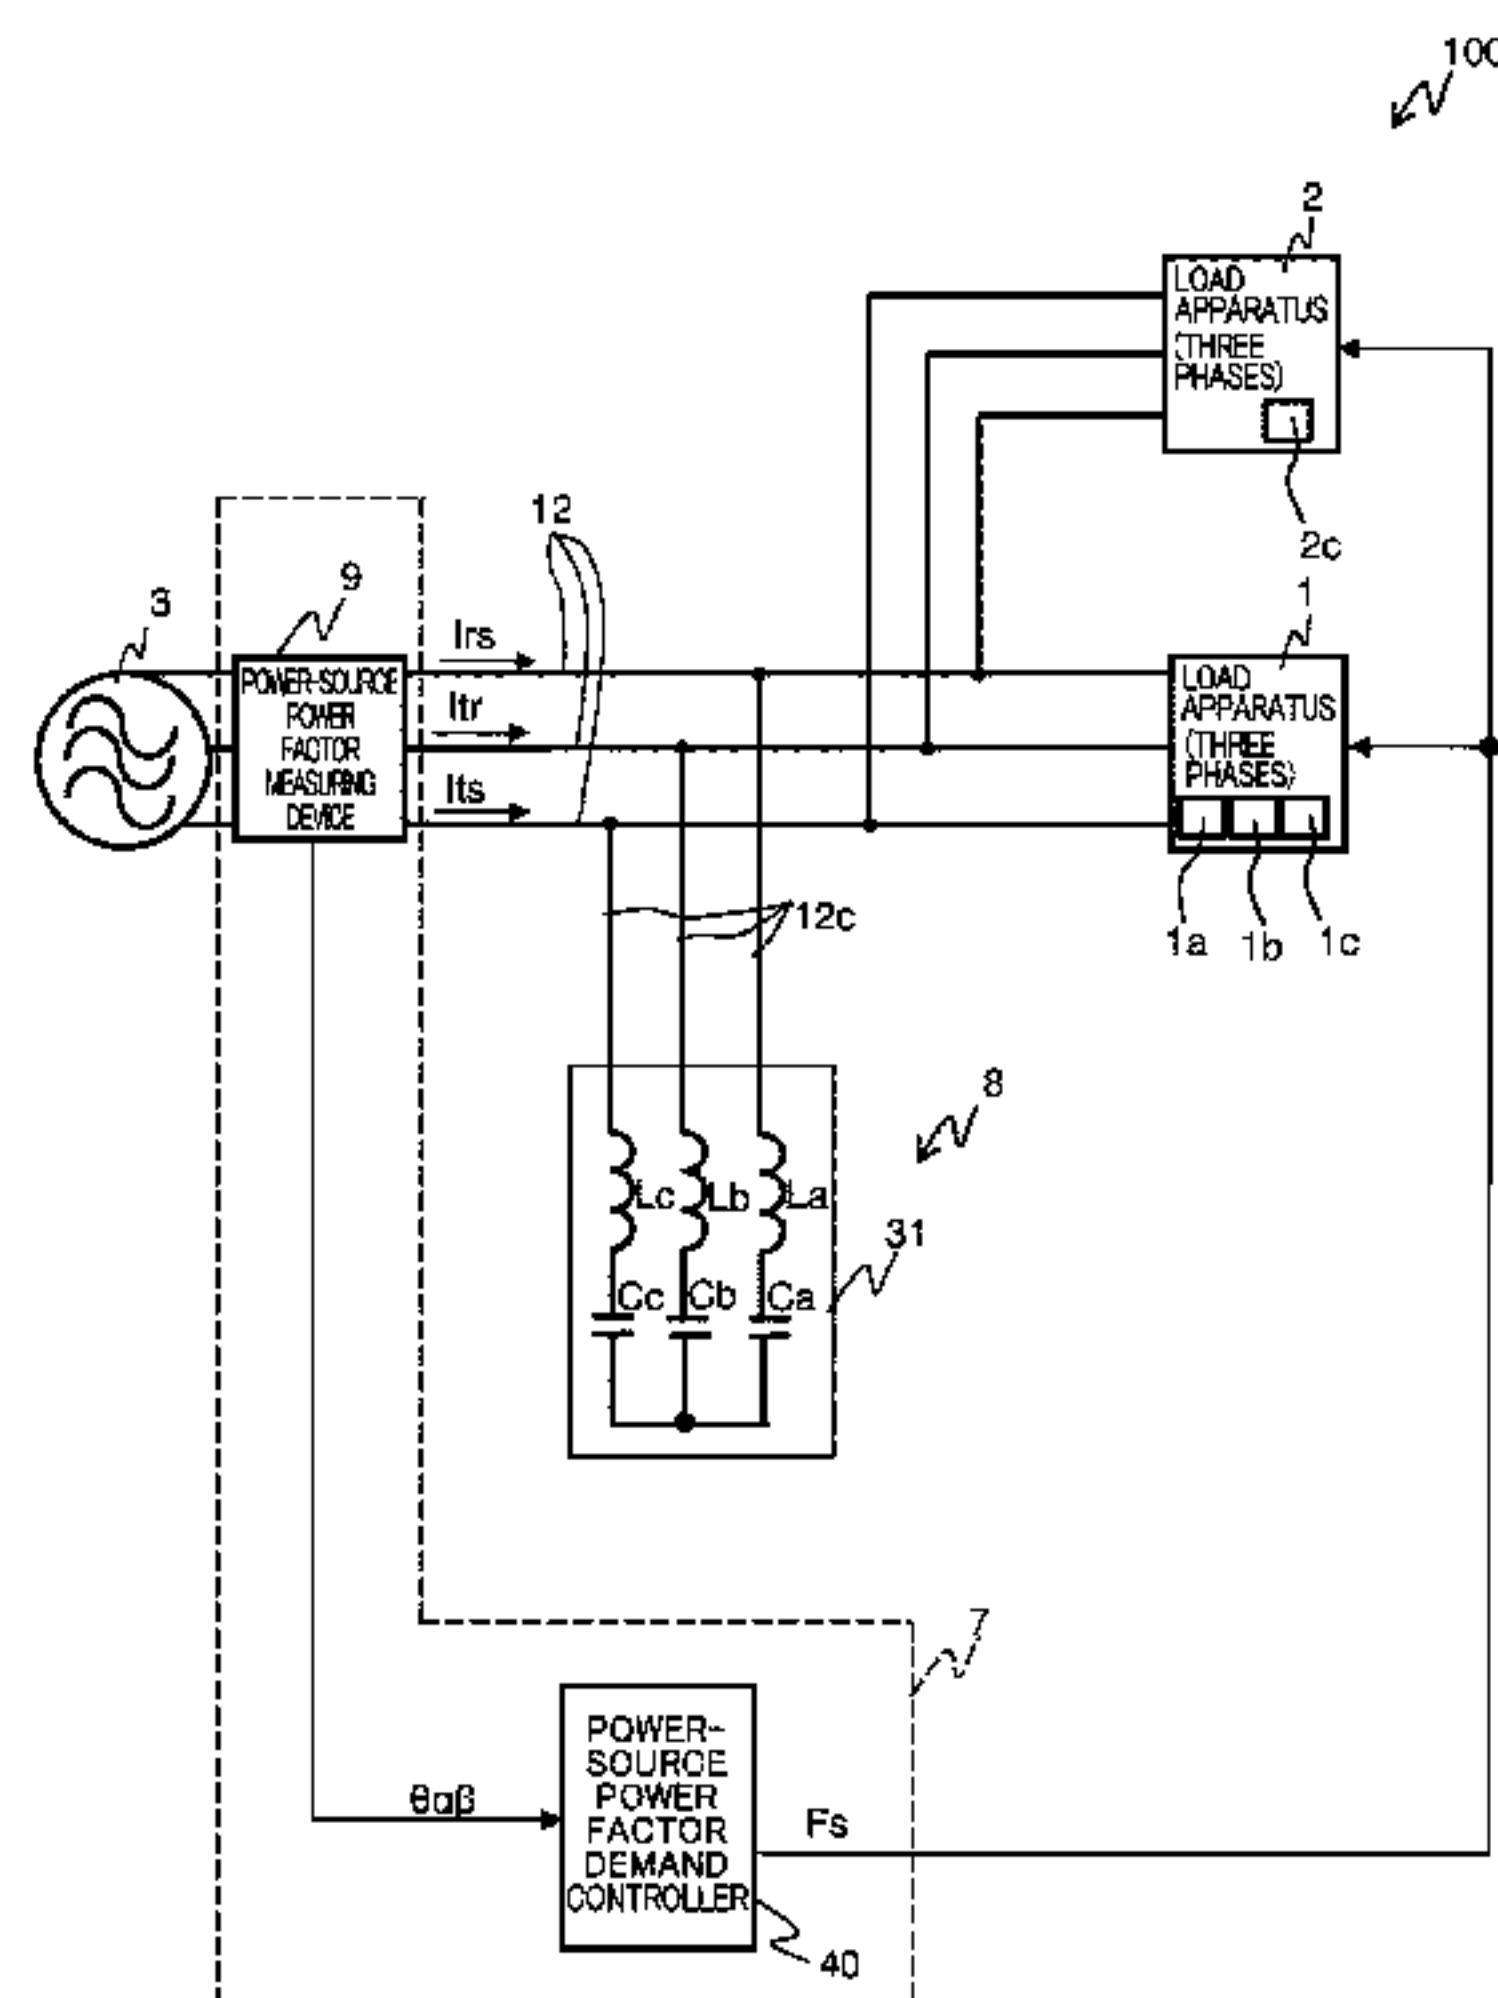 100
2
LOAD
APPARATUS
(THREE
PHASES)
2c
12
9
3
1
Irs
POWER-SOURCE
POWER
FACTOR
MEASURING
DEVICE
Itr
Its
LOAD
APPARATUS
(THREE
PHASES)
12c
1a
1b
1c
8
Lc
Lb
La
31
Cc
Cb
Ca
7
POWER-
SOURCE
POWER
FACTOR
DEMAND
CONTROLLER
θαβ
Fs
40